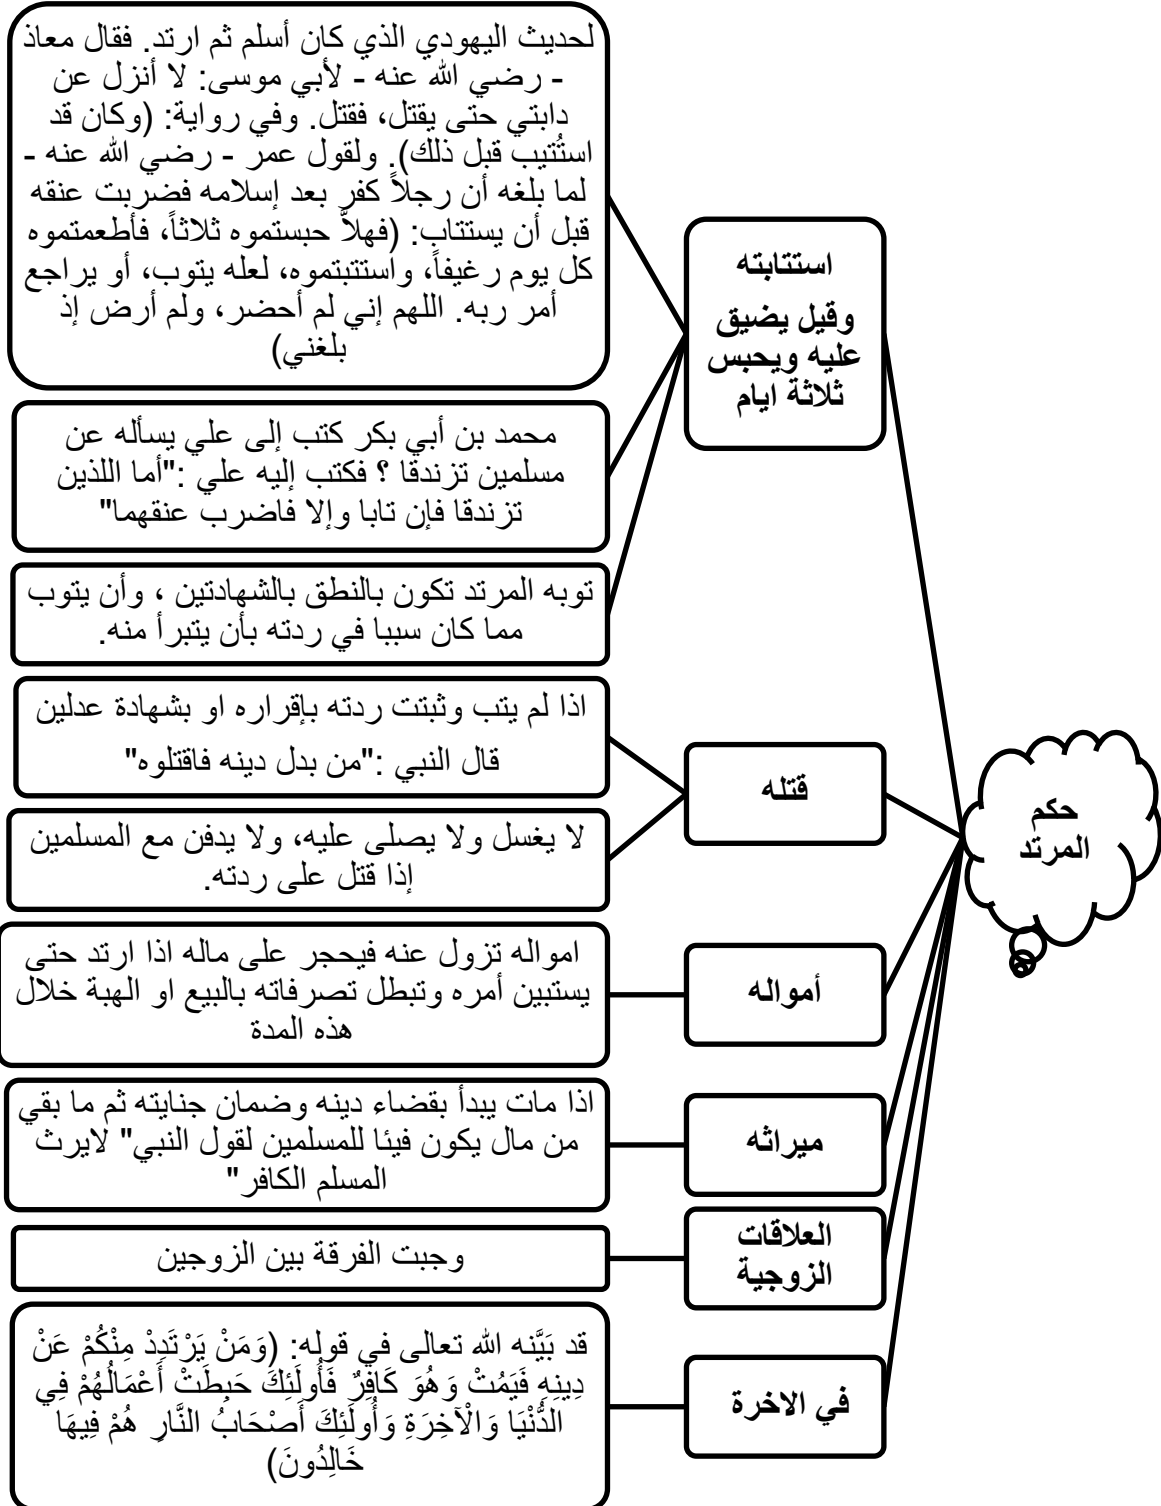 حكم
المرتد
استتابته
وقيل يضيق
عليه ويحبس
ثلاثة ايام
لحديث اليهودي الذي كان أسلم ثم ارتد. فقال معاذ
- رضي الله عنه - لأبي موسى: لا أنزل عن
دابتي حتى يقتل، فقتل. وفي رواية: (وكان قد
استُتيب قبل ذلك). ولقول عمر - رضي الله عنه -
لما بلغه أن رجلاً كفر بعد إسلامه فضربت عنقه
قبل أن يستتاب: (فهلاَّ حبستموه ثلاثاً، فأطعمتموه
كل يوم رغيفاً، واستتبتموه، لعله يتوب، أو يراجع
أمر ربه. اللهم إني لم أحضر، ولم أرض إذ
بلغني)
محمد بن أبي بكر كتب إلى علي يسأله عن
مسلمين تزندقا ؟ فكتب إليه علي :"أما اللذين
تزندقا فإن تابا وإلا فاضرب عنقهما"
توبه المرتد تكون بالنطق بالشهادتين ، وأن يتوب
مما كان سببا في ردته بأن يتبرأ منه.
قتله
اذا لم يتب وثبتت ردته بإقراره او بشهادة عدلين
قال النبي :"من بدل دينه فاقتلوه"
لا يغسل ولا يصلى عليه، ولا يدفن مع المسلمين
إذا قتل على ردته.
أمواله
امواله تزول عنه فيحجر على ماله اذا ارتد حتى
يستبين أمره وتبطل تصرفاته بالبيع او الهبة خلال
هذه المدة
ميراثه
اذا مات يبدأ بقضاء دينه وضمان جنايته ثم ما بقي
من مال يكون فيئا للمسلمين لقول النبي" لايرث
المسلم الكافر"
العلاقات
الزوجية
وجبت الفرقة بين الزوجين
في الاخرة
قد بَيَّنه الله تعالى في قوله: (وَمَنْ يَرْتَدِدْ مِنْكُمْ عَنْ
دِينِهِ فَيَمُتْ وَهُوَ كَافِرٌ فَأُولَئِكَ حَبِطَتْ أَعْمَالُهُمْ فِي
الدُّنْيَا وَالْآخِرَةِ وَأُولَئِكَ أَصْحَابُ النَّارِ هُمْ فِيهَا
خَالِدُونَ)